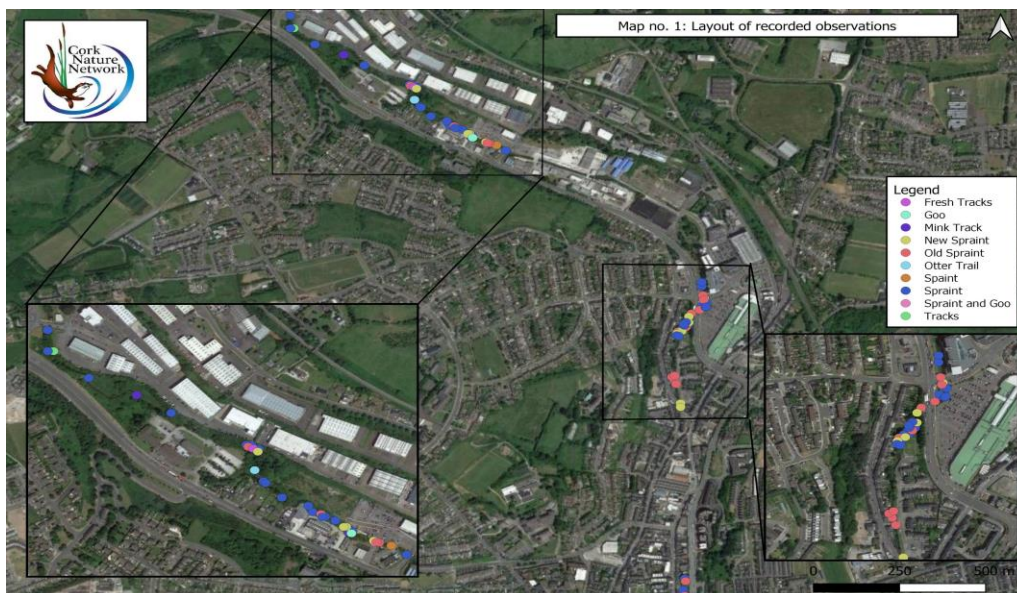 Cork
Nature
Network
Map no. 1: Layout of recorded observations
Legend
Fresh Tracks
Goo
Mink Track
New Spraint
Old Spraint
Otter Trail
Spaint
Spraint
Spraint and Goo
Tracks
0 250 500 m